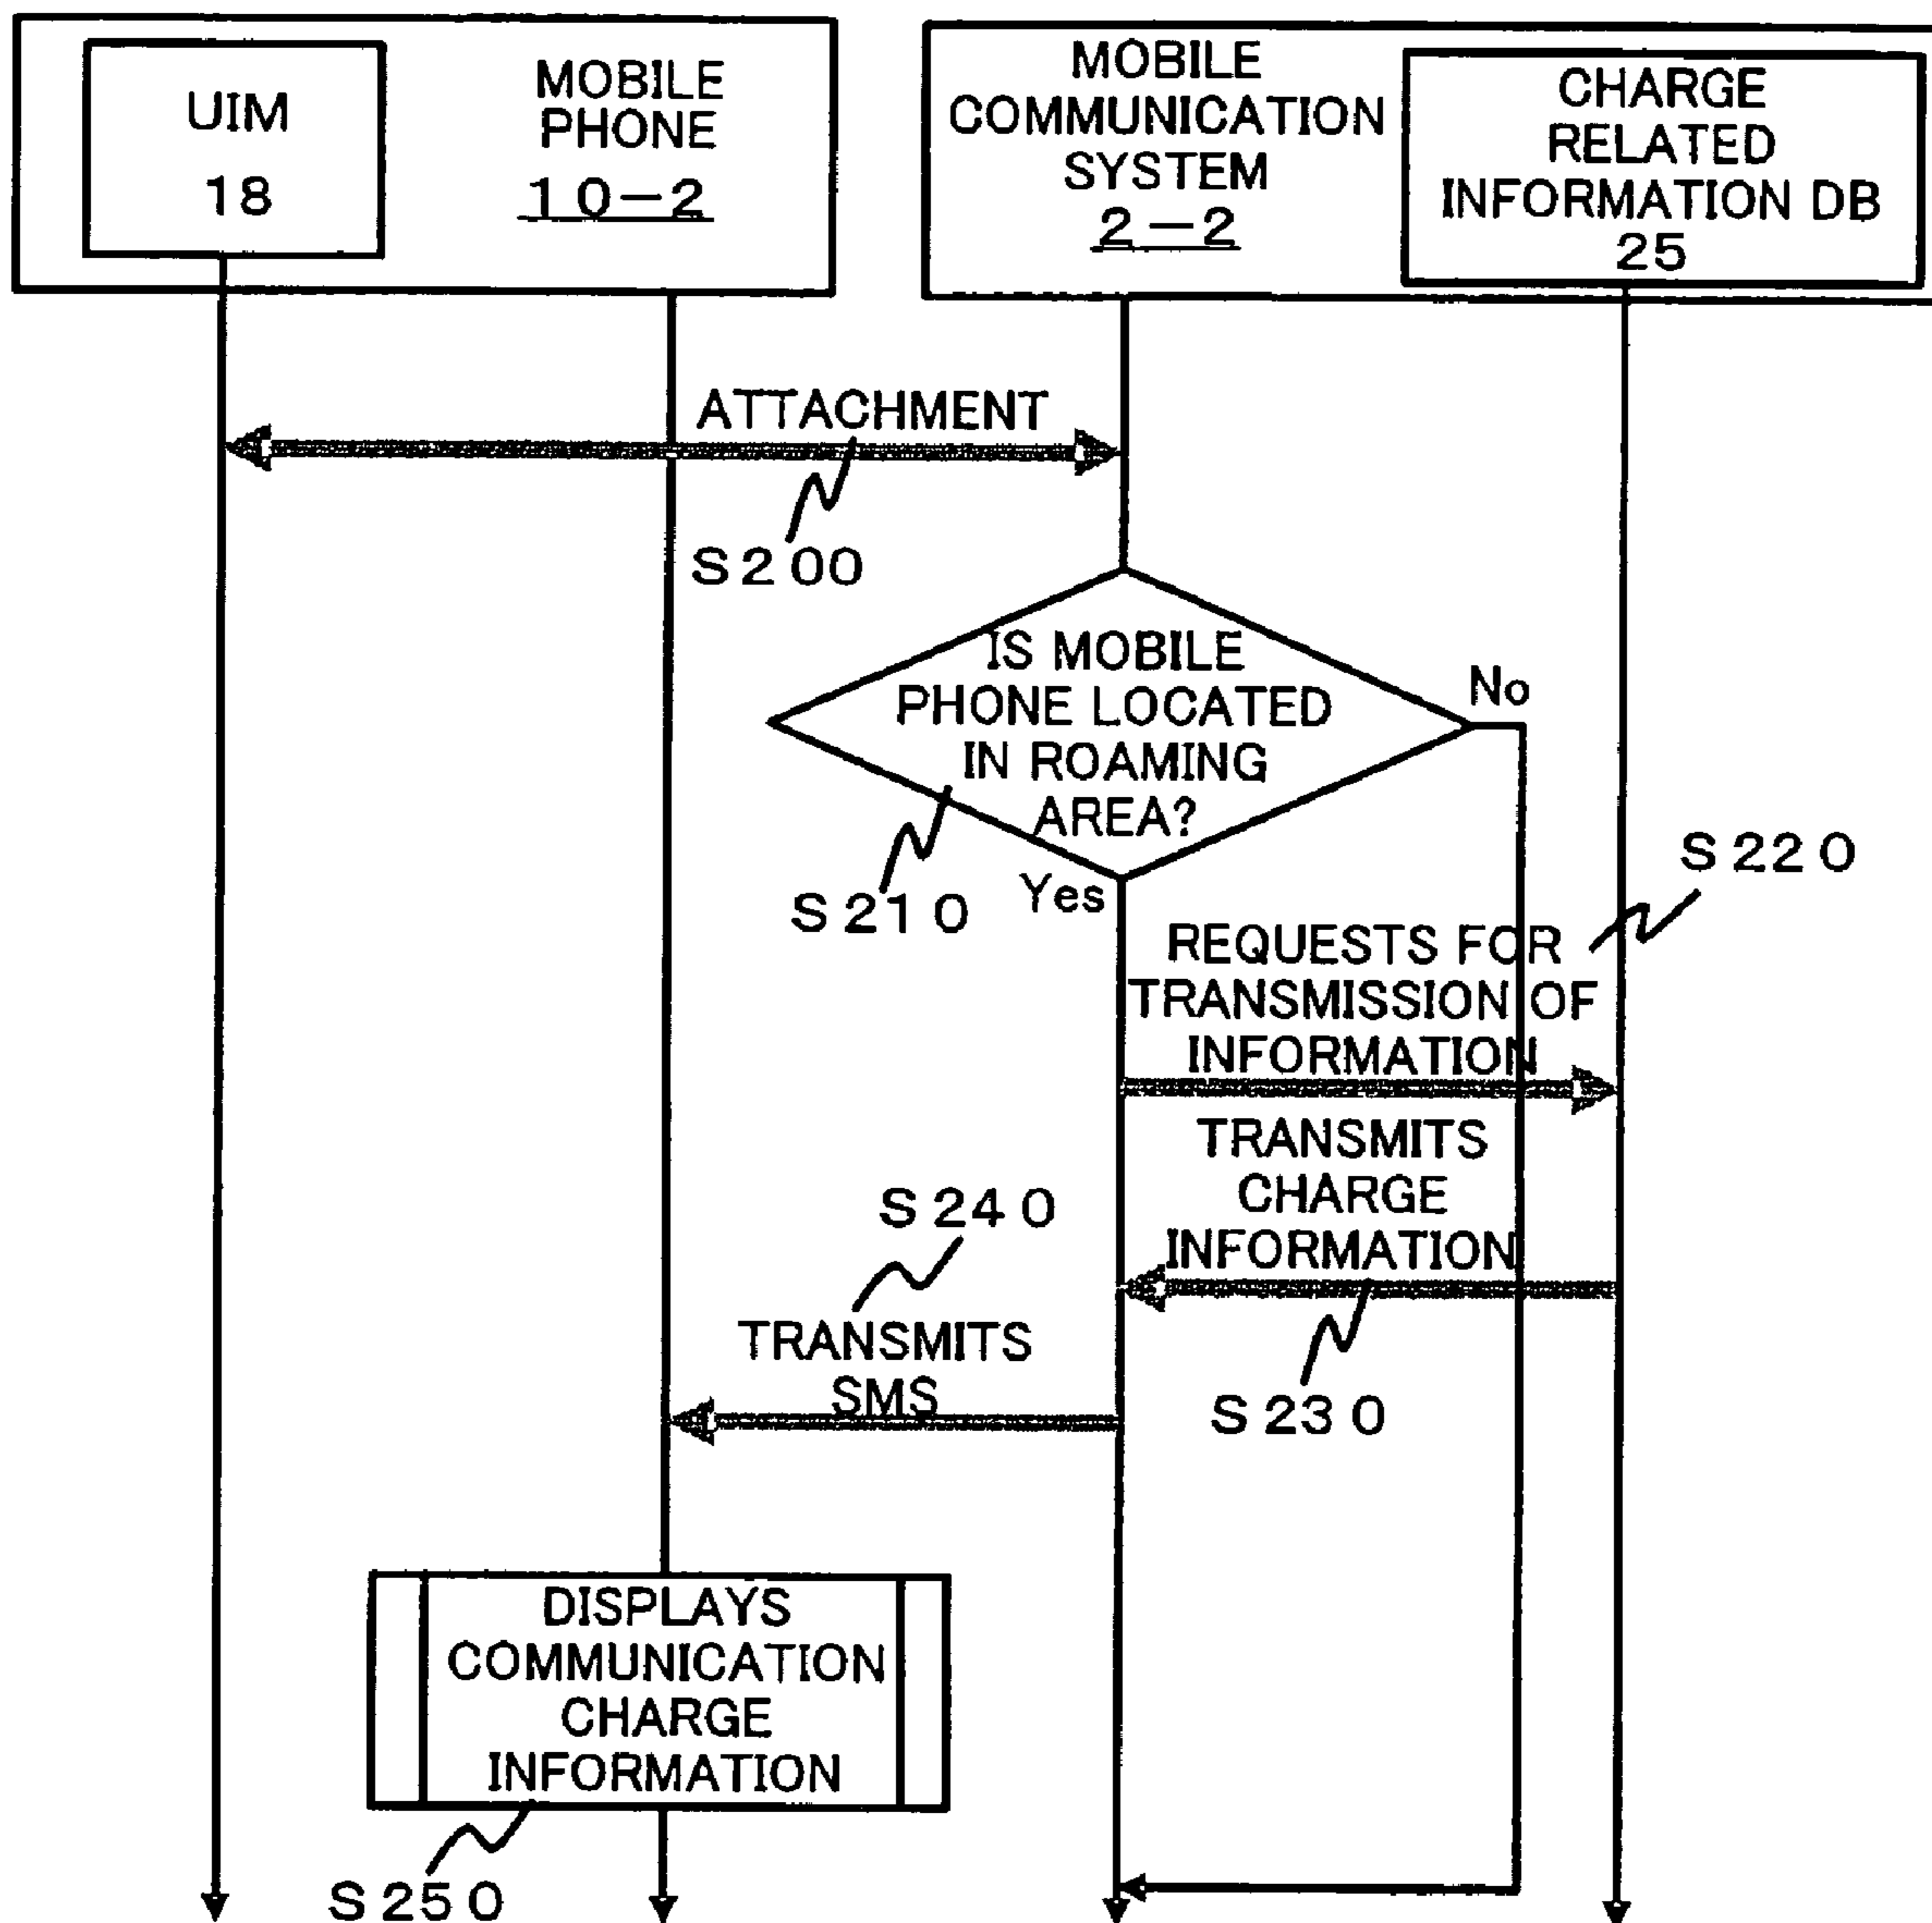 UIM
18
MOBILE
PHONE
10-2
MOBILE
COMMUNICATION
SYSTEM
2-2
CHARGE
RELATED
INFORMATION DB
25
ATTACHMENT
S200
IS MOBILE
PHONE LOCATED
IN ROAMING
AREA?
No
S210
Yes
S220
REQUESTS FOR
TRANSMISSION OF
INFORMATION
TRANSMITS
CHARGE
INFORMATION
S230
S240
TRANSMITS
SMS
DISPLAYS
COMMUNICATION
CHARGE
INFORMATION
S250